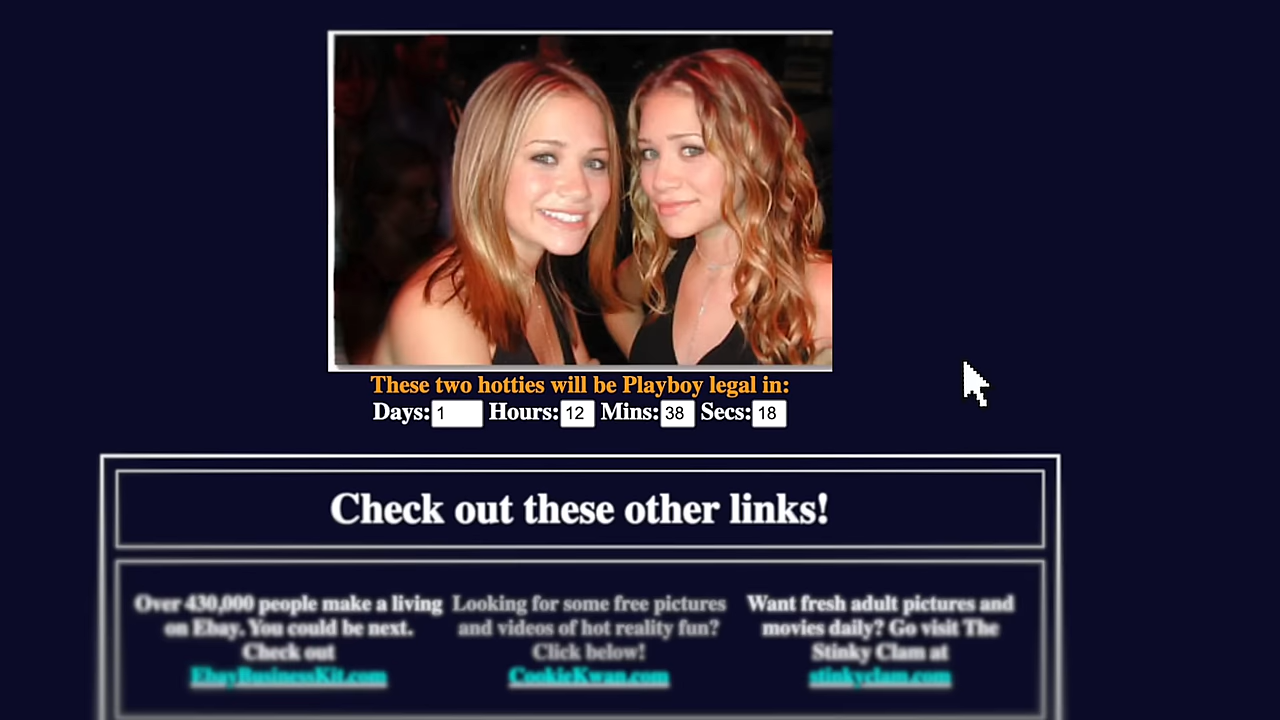 These two hotties will be Playboy legal in:
Days: 1 Hours: 12 Mins: 38 Secs: 18
Check out these other links!
Over 430,000 people make a living
on Ebay. You could be next.
Check out
EbayBusinessKit.com
Looking for some free pictures
and videos of hot reality fun?
Click below!
CookieKwan.com
Want fresh adult pictures and
movies daily? Go visit The
Stinky Clam at
stinkyclam.com